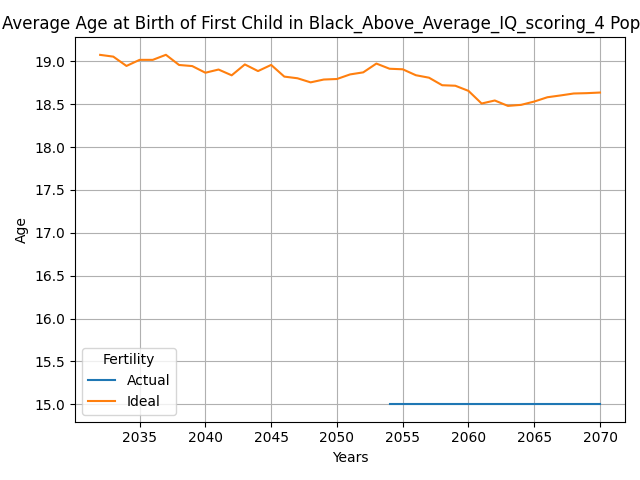 Average Age at Birth of First Child in Black_Above_Average_IQ_scoring_4 Pop
19.0
18.5
18.0
17.5
17.0
16.5
16.0
15.5
15.0
Age
Fertility
Actual
Ideal
2035 2040 2045 2050 2055 2060 2065 2070
Years